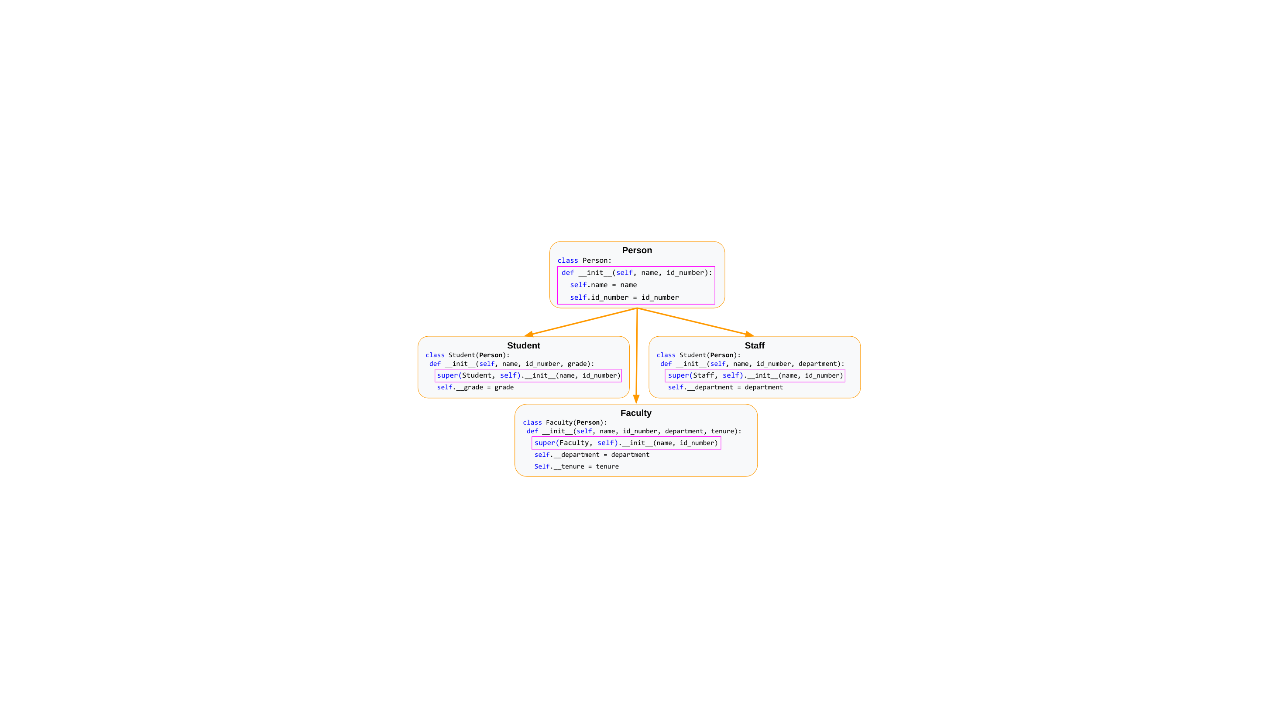 Person
class Person:
def __init__(self, name, id_number):
self.name = name
self.id_number = id_number
Student
class Student(Person):
def __init__(self, name, id_number, grade):
super(Student, self).__init__(name, id_number)
self.__grade = grade
Staff
class Student(Person):
def __init__(self, name, id_number, department):
super(Staff, self).__init__(name, id_number)
self.__department = department
Faculty
class Faculty(Person):
def __init__(self, name, id_number, department, tenure):
super(Faculty, self).__init__(name, id_number)
self.__department = department
Self.__tenure = tenure